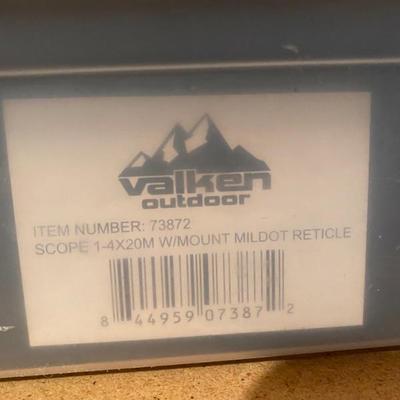 valken
outdoor
ITEM NUMBER: 73872
SCOPE 1-4X20M W/MOUNT MILDOT RETICLE
8 44959 07387 2